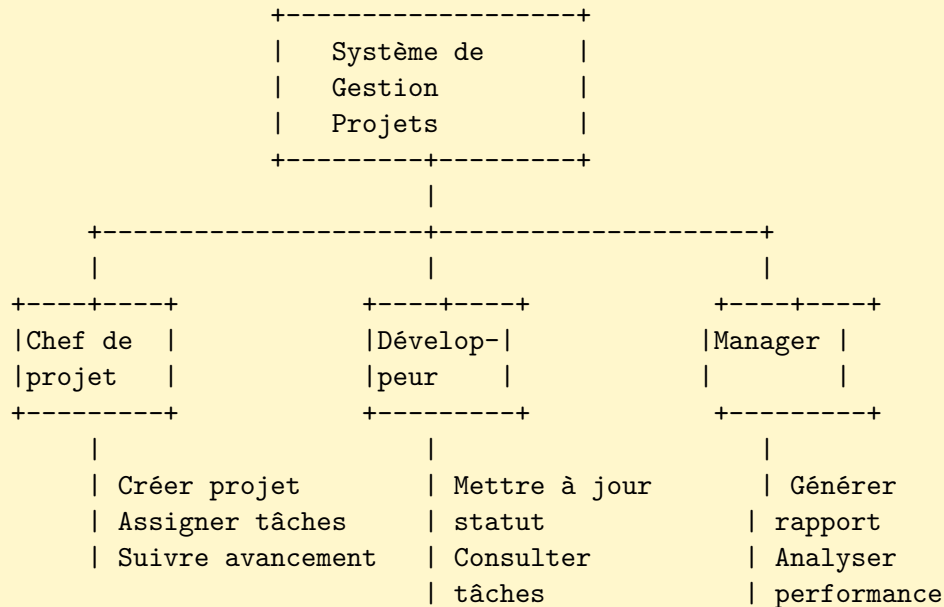 +-------------------+
|   Système de      |
|   Gestion         |
|   Projets         |
+---------+---------+
|
+---------------------+---------------------+
|                     |                     |
+----+----+            +----+----+            +----+----+
|Chef de  |            |Dévelop-|            |Manager |
|projet   |            |peur    |            |        |
+---------+            +---------+            +---------+
|                     |                     |
| Créer projet        | Mettre à jour       | Générer
| Assigner tâches     | statut              | rapport
| Suivre avancement   | Consulter           | Analyser
| tâches              | performance